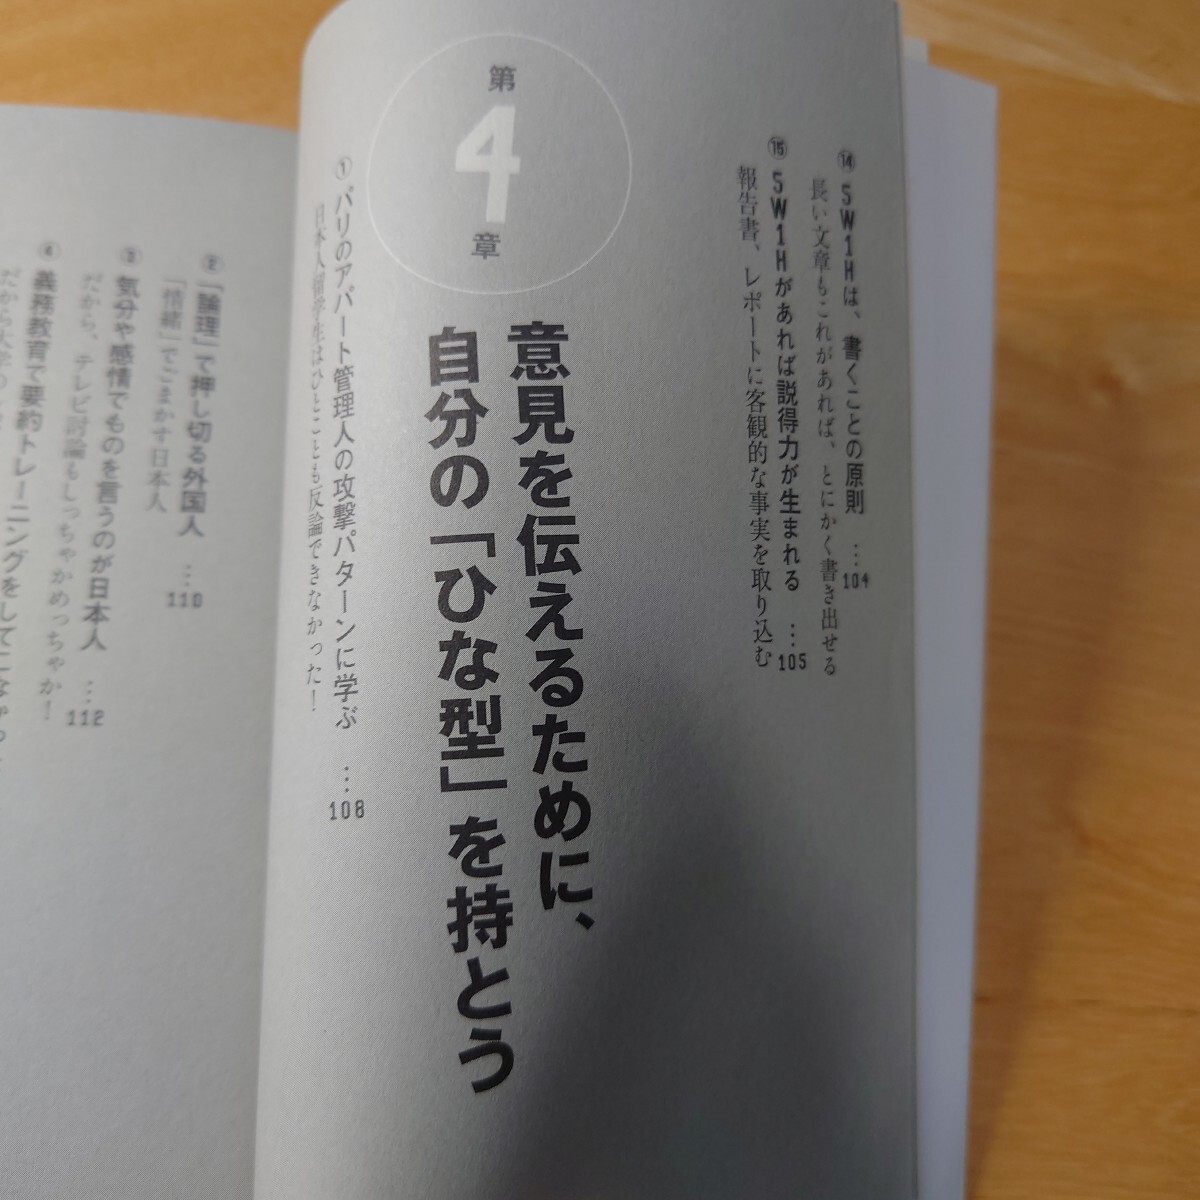 ⑭ 5W1Hは、書くことの原則 …104
長い文章もこれがあれば、とにかく書き出せる
⑮ 5W1Hがあれば説得力が生まれる …105
報告書、レポートに客観的な事実を取り込む
第4章
意見を伝えるために、
自分の「ひな型」を持とう
① パリのアパート管理人の攻撃パターンに学ぶ …108
日本人留学生はひとことも反論できなかった!
② 「論理」で押し切る外国人 …110
「情緒」でごまかす日本人
③ 気分や感情でものを言うのが日本人 …112
だから、テレビ討論もしっちゃかめっちゃか!
④ 義務教育で要約トレーニングをしてこなかっ
だから大学の